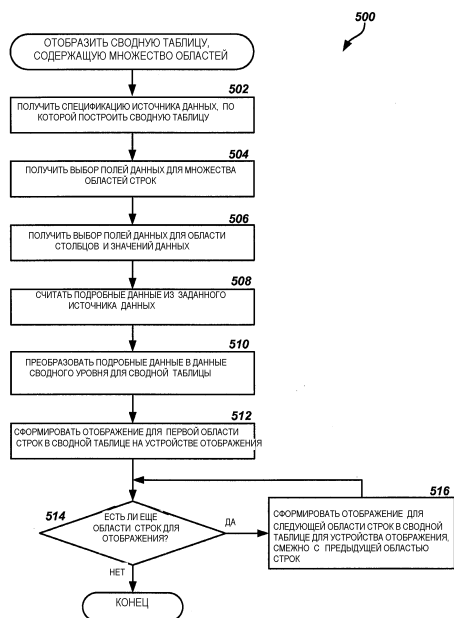 500
ОТОБРАЗИТЬ СВОДНУЮ ТАБЛИЦУ,
СОДЕРЖАЩУЮ МНОЖЕСТВО ОБЛАСТЕЙ
502
ПОЛУЧИТЬ СПЕЦИФИКАЦИЮ ИСТОЧНИКА ДАННЫХ, ПО
КОТОРОЙ ПОСТРОИТЬ СВОДНУЮ ТАБЛИЦУ
504
ПОЛУЧИТЬ ВЫБОР ПОЛЕЙ ДАННЫХ ДЛЯ МНОЖЕСТВА
ОБЛАСТЕЙ СТРОК
506
ПОЛУЧИТЬ ВЫБОР ПОЛЕЙ ДАННЫХ ДЛЯ ОБЛАСТИ
СТОЛБЦОВ И ЗНАЧЕНИЙ ДАННЫХ
508
СЧИТАТЬ ПОДРОБНЫЕ ДАННЫЕ ИЗ ЗАДАННОГО
ИСТОЧНИКА ДАННЫХ
510
ПРЕОБРАЗОВАТЬ ПОДРОБНЫЕ ДАННЫЕ В ДАННЫЕ
СВОДНОГО УРОВНЯ ДЛЯ СВОДНОЙ ТАБЛИЦЫ
512
СФОРМИРОВАТЬ ОТОБРАЖЕНИЕ ДЛЯ ПЕРВОЙ ОБЛАСТИ
СТРОК В СВОДНОЙ ТАБЛИЦЕ НА УСТРОЙСТВЕ ОТОБРАЖЕНИЯ
514
ЕСТЬ ЛИ ЕЩЕ
ОБЛАСТИ СТРОК ДЛЯ
ОТОБРАЖЕНИЯ?
ДА
НЕТ
516
СФОРМИРОВАТЬ ОТОБРАЖЕНИЕ ДЛЯ
СЛЕДУЮЩЕЙ ОБЛАСТИ СТРОК В СВОДНОЙ
ТАБЛИЦЕ ДЛЯ УСТРОЙСТВА ОТОБРАЖЕНИЯ,
СМЕЖНО С ПРЕДЫДУЩЕЙ ОБЛАСТЬЮ
СТРОК
КОНЕЦ